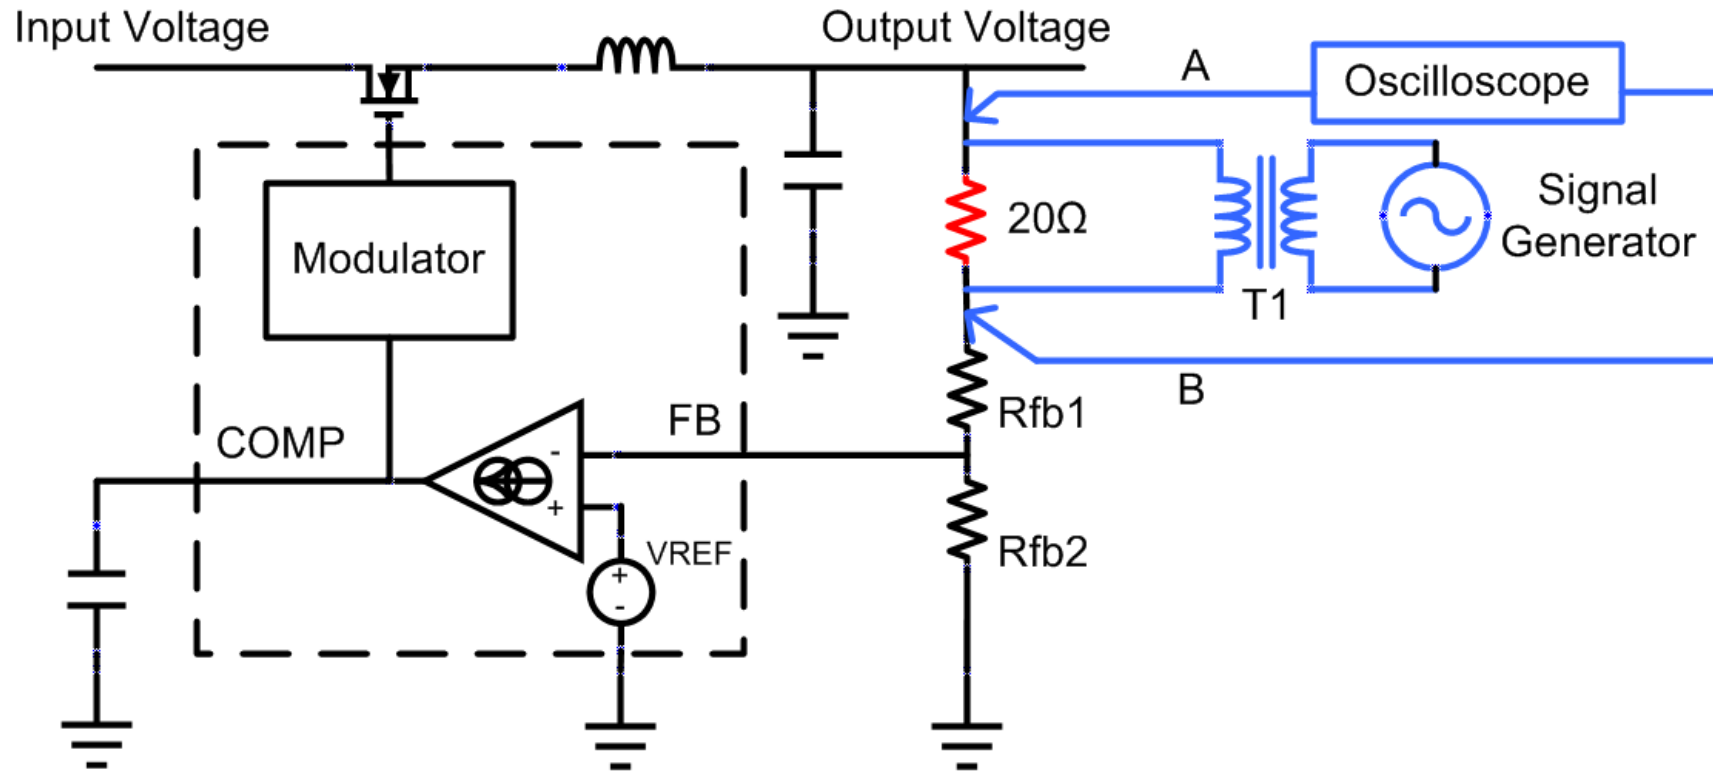 Input Voltage
Output Voltage
A
Oscilloscope
Signal
Generator
20Ω
T1
Modulator
B
Rfb1
FB
COMP
-
+
VREF
+
-
Rfb2